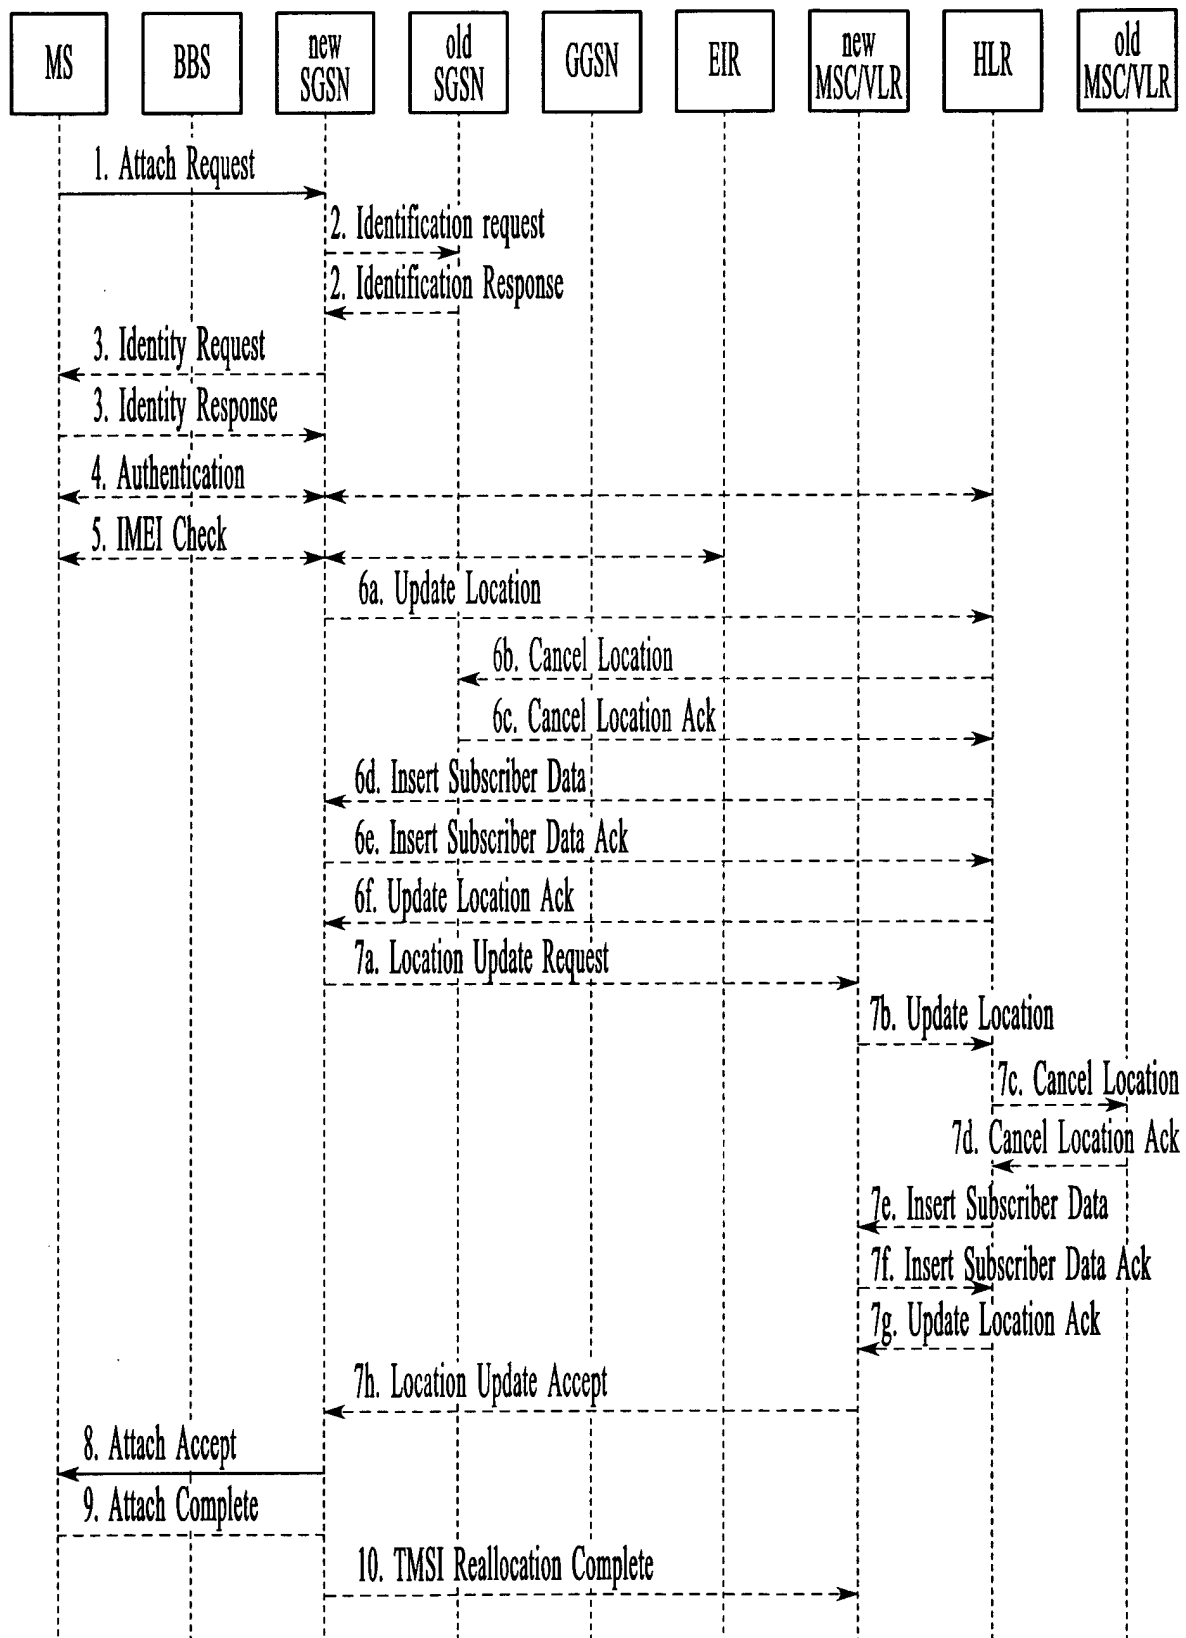 MS
BBS
new
SGSN
old
SGSN
GGSN
EIR
new
MSC/VLR
HLR
old
MSC/VLR
1. Attach Request
2. Identification request
2. Identification Response
3. Identity Request
3. Identity Response
4. Authentication
5. IMEI Check
6a. Update Location
6b. Cancel Location
6c. Cancel Location Ack
6d. Insert Subscriber Data
6e. Insert Subscriber Data Ack
6f. Update Location Ack
7a. Location Update Request
7b. Update Location
7c. Cancel Location
7d. Cancel Location Ack
7e. Insert Subscriber Data
7f. Insert Subscriber Data Ack
7g. Update Location Ack
7h. Location Update Accept
8. Attach Accept
9. Attach Complete
10. TMSI Reallocation Complete